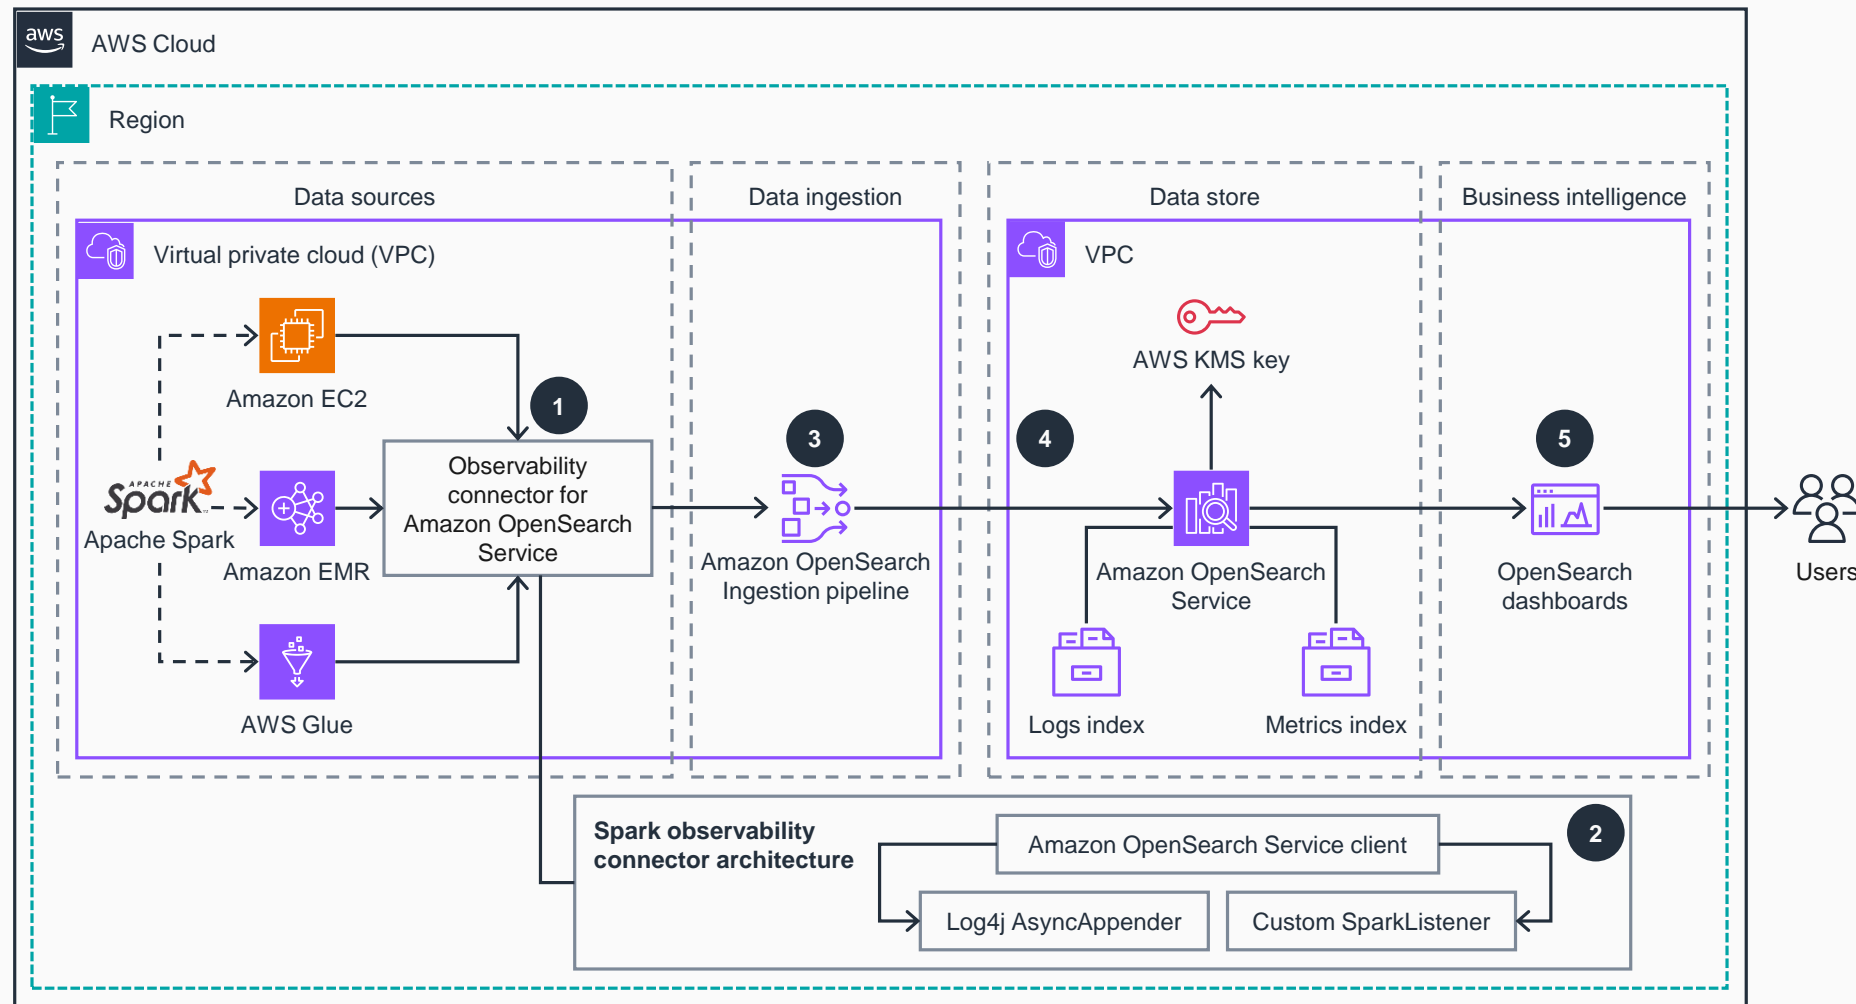 aws
AWS Cloud
Region
Data sources
Data ingestion
Data store
Business intelligence
Virtual private cloud (VPC)
VPC
AWS KMS key
Amazon EC2
1
3
4
5
Observability
connector for
Amazon OpenSearch
Service
APACHE
Spark
Apache Spark
Amazon EMR
Amazon OpenSearch
Ingestion pipeline
Amazon OpenSearch
Service
OpenSearch
dashboards
Users
AWS Glue
Logs index
Metrics index
Spark observability
connector architecture
Amazon OpenSearch Service client
2
Log4j AsyncAppender
Custom SparkListener